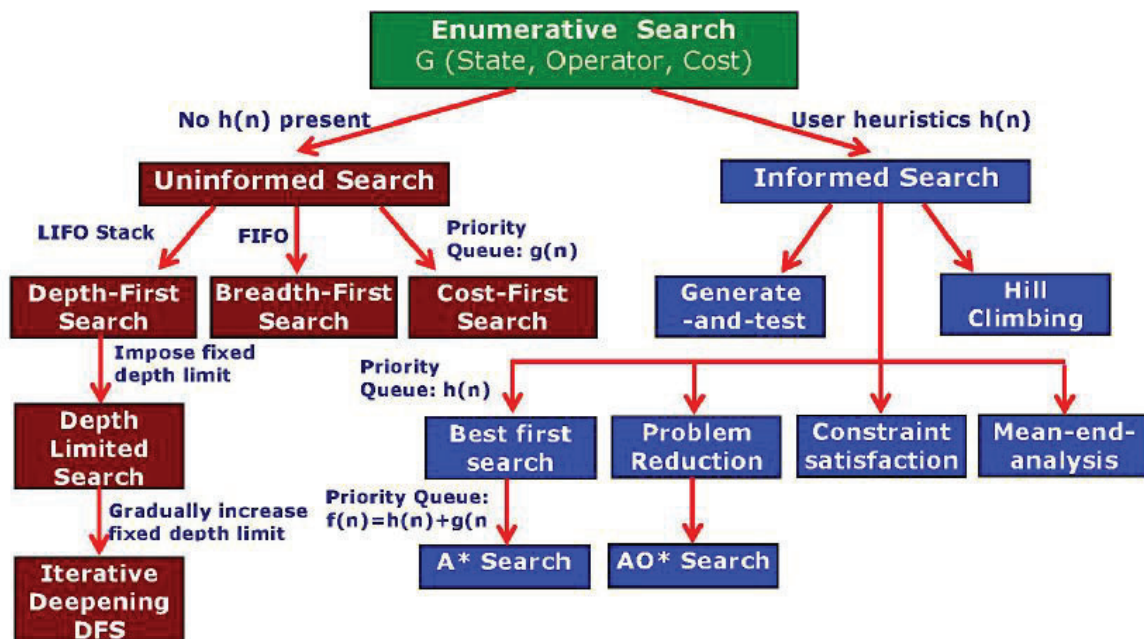 Enumerative Search
G (State, Operator, Cost)
No h(n) present
User heuristics h(n)
Uninformed Search
Informed Search
LIFO Stack
FIFO
Priority
Queue: g(n)
Depth-First
Search
Breadth-First
Search
Cost-First
Search
Generate
-and-test
Hill
Climbing
Impose fixed
depth limit
Priority
Queue: h(n)
Depth
Limited
Search
Best first
search
Problem
Reduction
Constraint
satisfaction
Mean-end-
analysis
Gradually increase
fixed depth limit
Priority Queue:
f(n)=h(n)+g(n
Iterative
Deepening
DFS
A* Search
AO* Search